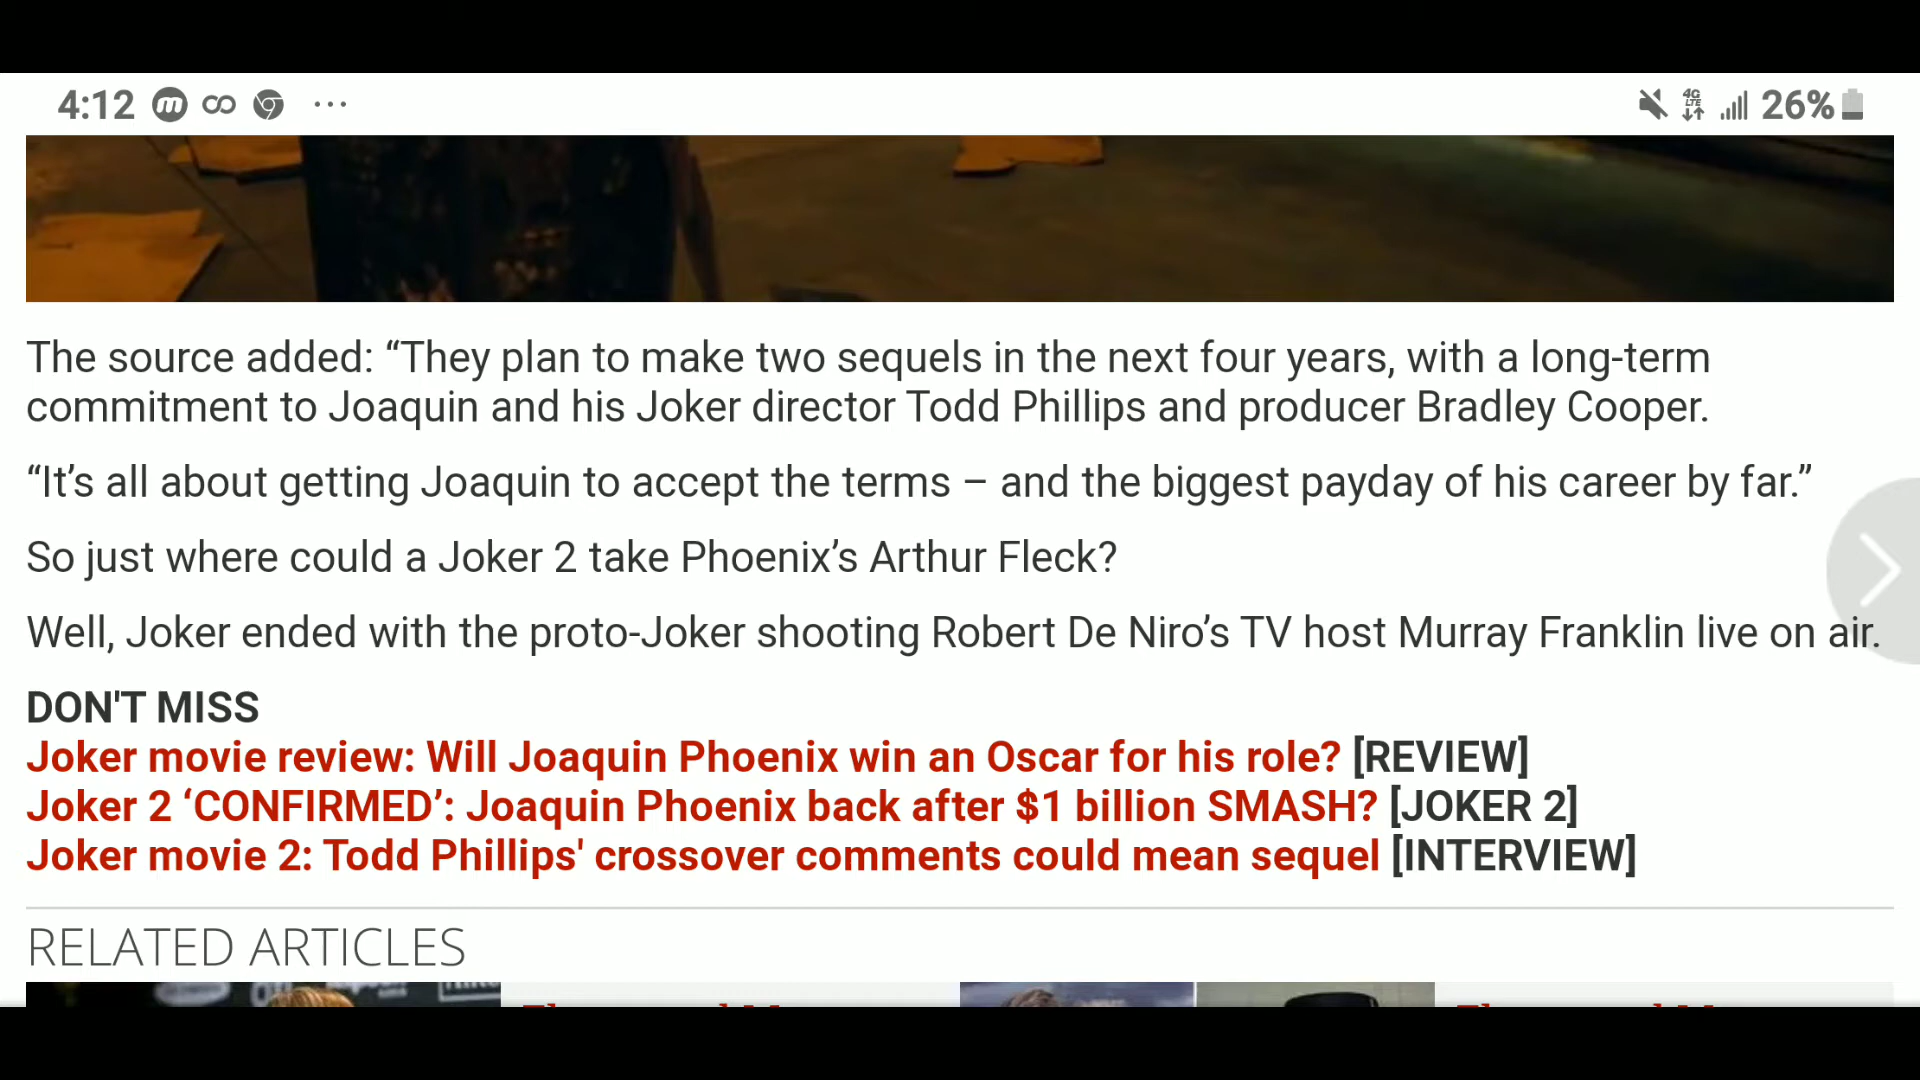 4:12
4G LTE 26%
The source added: “They plan to make two sequels in the next four years, with a long-term
commitment to Joaquin and his Joker director Todd Phillips and producer Bradley Cooper.
“It’s all about getting Joaquin to accept the terms – and the biggest payday of his career by far.”
So just where could a Joker 2 take Phoenix’s Arthur Fleck?
Well, Joker ended with the proto-Joker shooting Robert De Niro’s TV host Murray Franklin live on air.
DON'T MISS
Joker movie review: Will Joaquin Phoenix win an Oscar for his role? [REVIEW]
Joker 2 ‘CONFIRMED’: Joaquin Phoenix back after $1 billion SMASH? [JOKER 2]
Joker movie 2: Todd Phillips' crossover comments could mean sequel [INTERVIEW]
RELATED ARTICLES